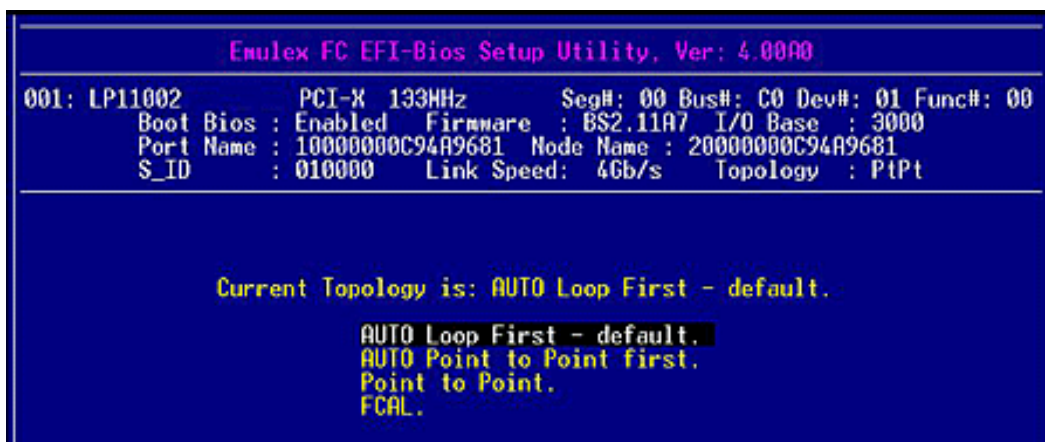 Emulex FC EFI-Bios Setup Utility, Ver: 4.00A0
001: LP11002 PCI-X 133MHz Seg#: 00 Bus#: C0 Dev#: 01 Func#: 00
Boot Bios : Enabled Firmware : BS2.11A7 I/O Base : 3000
Port Name : 10000000C94A9681 Node Name : 20000000C94A9681
S_ID : 010000 Link Speed: 4Gb/s Topology : PtPt
Current Topology is: AUTO Loop First - default.
AUTO Loop First - default.
AUTO Point to Point first.
Point to Point.
FCAL.